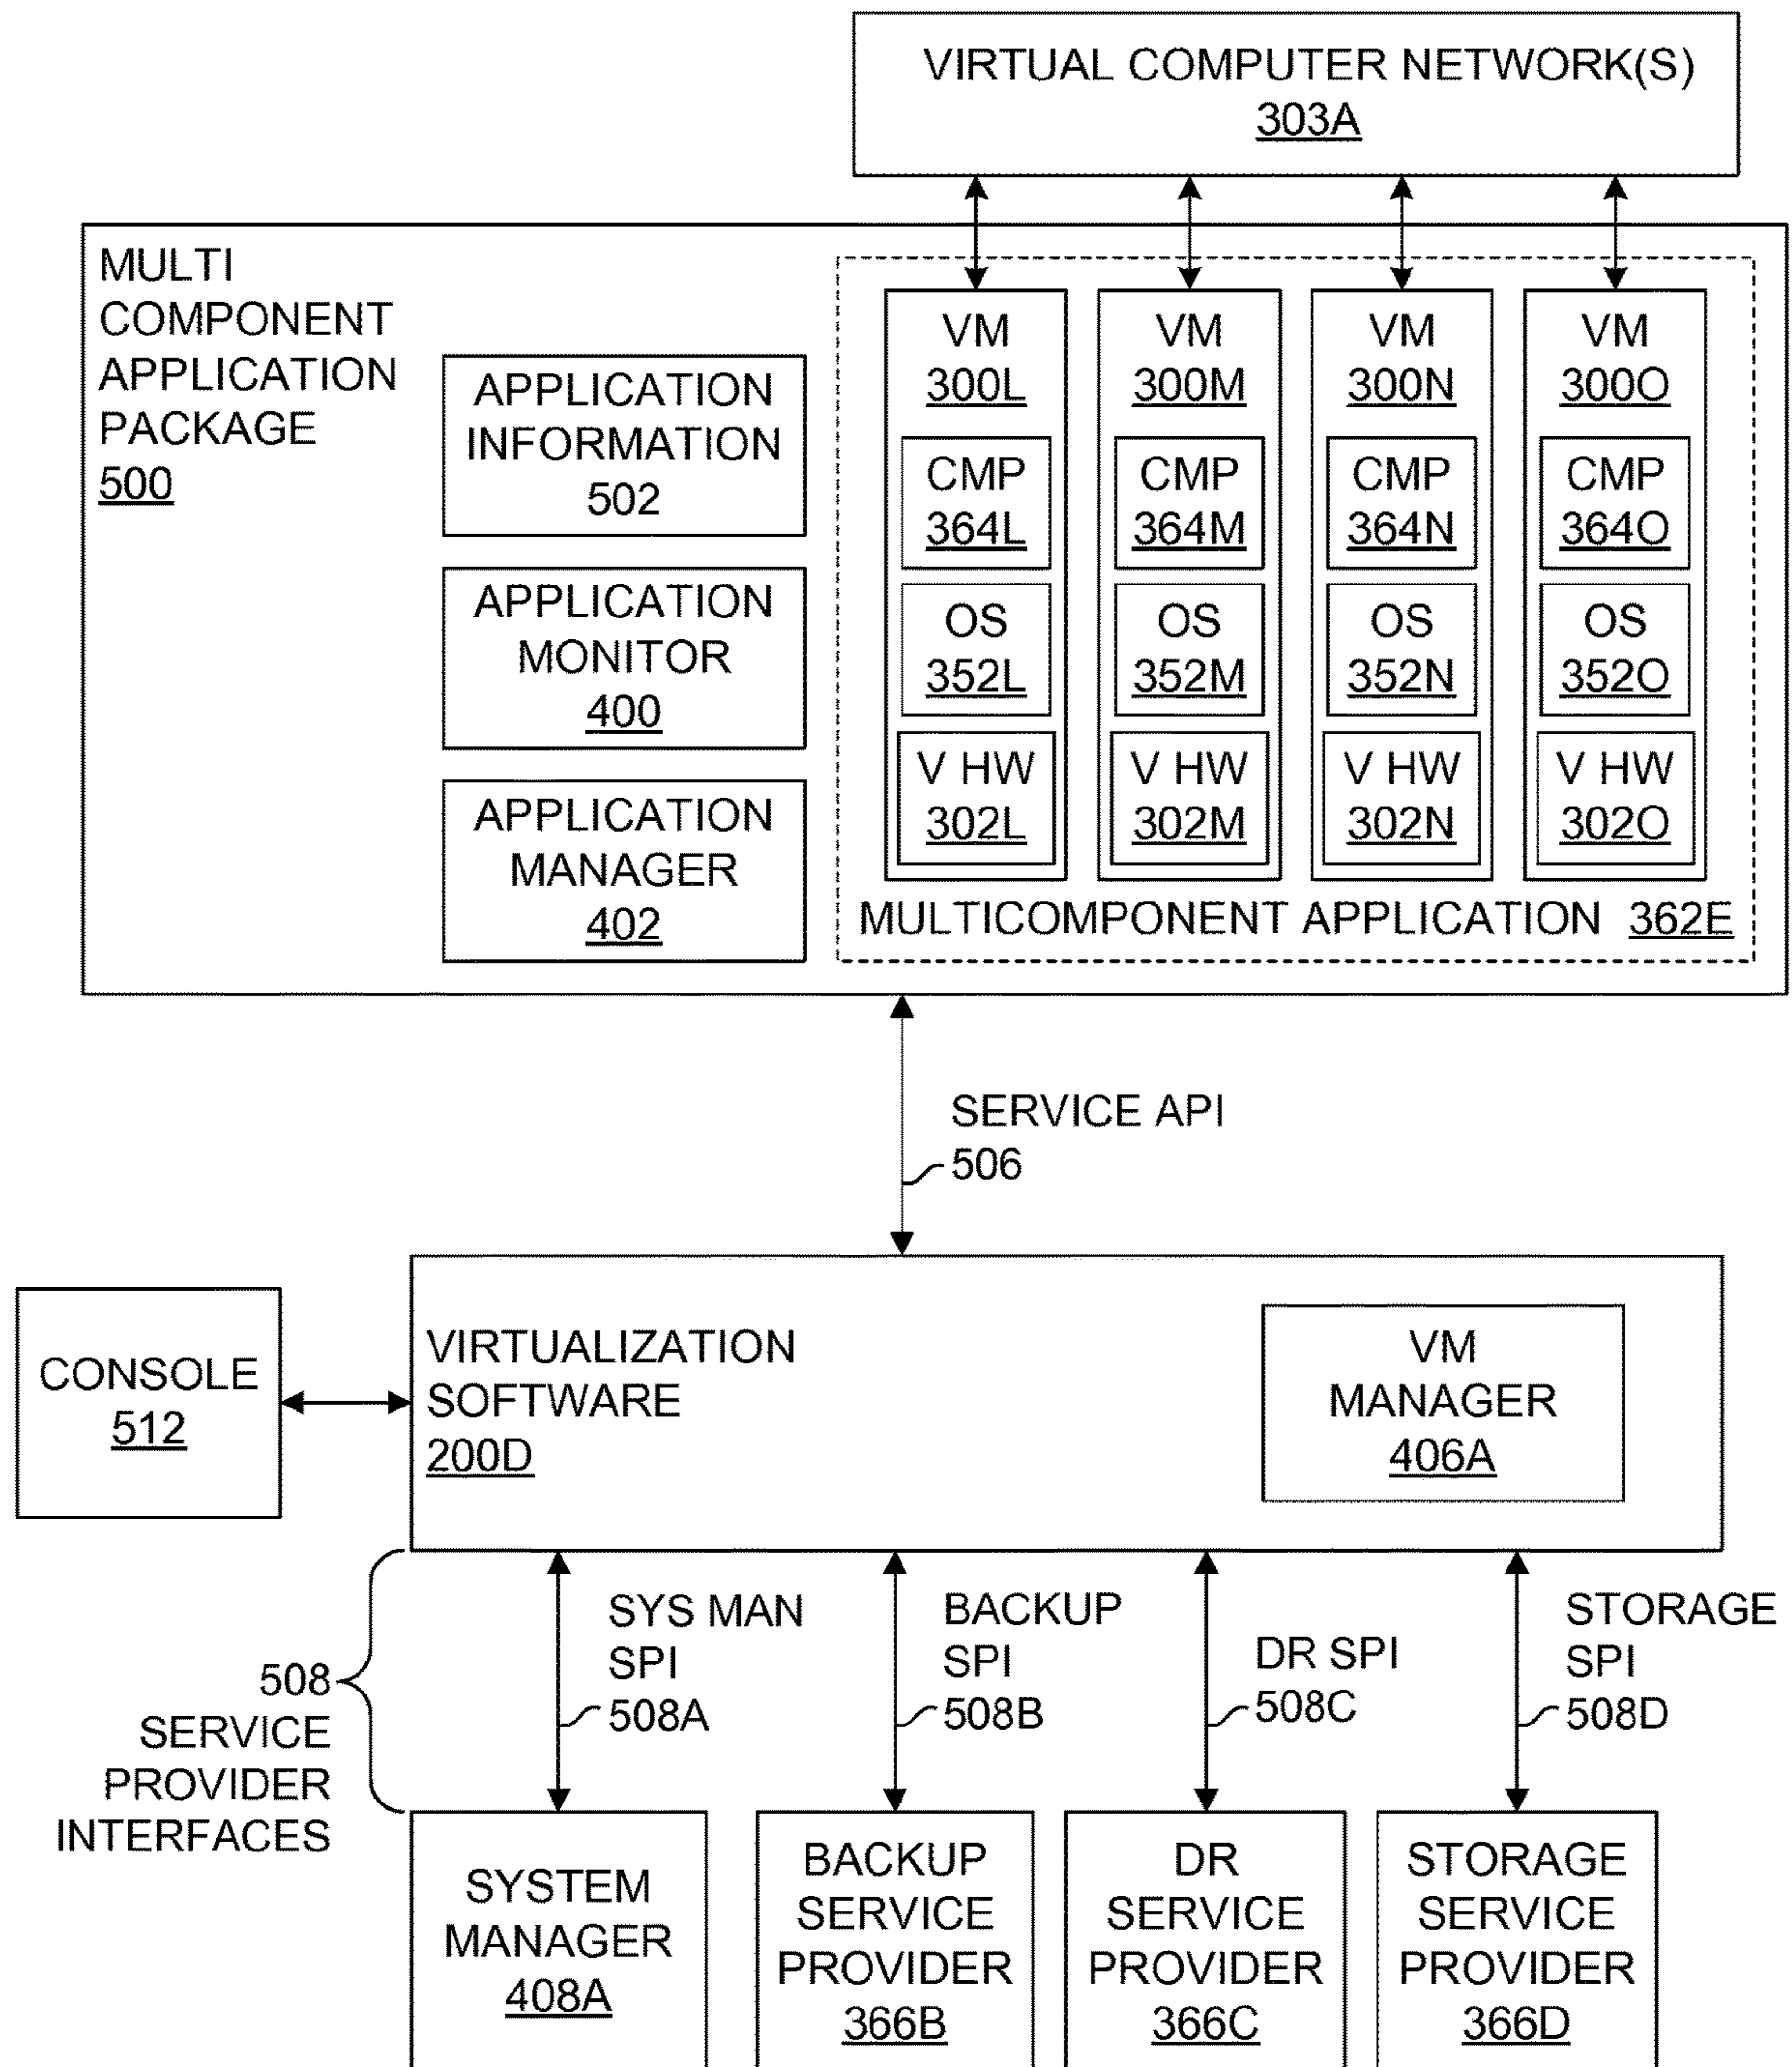 VIRTUAL COMPUTER NETWORK(S)
303A
MULTI
COMPONENT
APPLICATION
PACKAGE
500
APPLICATION
INFORMATION
502
APPLICATION
MONITOR
400
APPLICATION
MANAGER
402
VM
300L
CMP
364L
OS
352L
V HW
302L
VM
300M
CMP
364M
OS
352M
V HW
302M
VM
300N
CMP
364N
OS
352N
V HW
302N
VM
300O
CMP
364O
OS
352O
V HW
302O
MULTICOMPONENT APPLICATION 362E
SERVICE API
506
CONSOLE
512
VIRTUALIZATION
SOFTWARE
200D
VM
MANAGER
406A
508
SERVICE
PROVIDER
INTERFACES
SYS MAN
SPI
508A
BACKUP
SPI
508B
DR SPI
508C
STORAGE
SPI
508D
SYSTEM
MANAGER
408A
BACKUP
SERVICE
PROVIDER
366B
DR
SERVICE
PROVIDER
366C
STORAGE
SERVICE
PROVIDER
366D